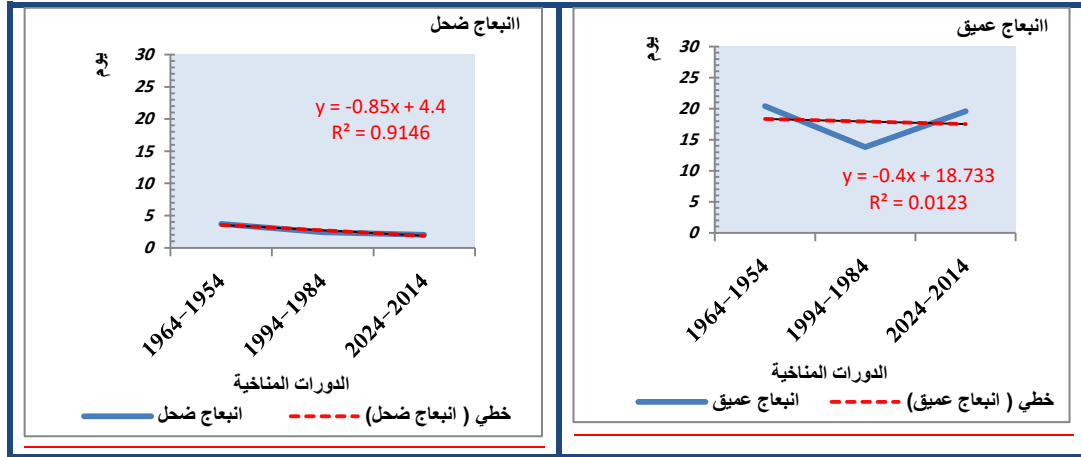 اانبعاج عميق
يوم
30
25
20
15
10
5
0
y = -0.4x + 18.733
R² = 0.0123
1964-1954
1994-1984
2024-2014
الدورات المناخية
انبعاج عميق
خطي ( انبعاج عميق)
اانبعاج ضحل
يوم
30
25
20
15
10
5
0
y = -0.85x + 4.4
R² = 0.9146
1964-1954
1994-1984
2024-2014
الدورات المناخية
انبعاج ضحل
خطي ( انبعاج ضحل)